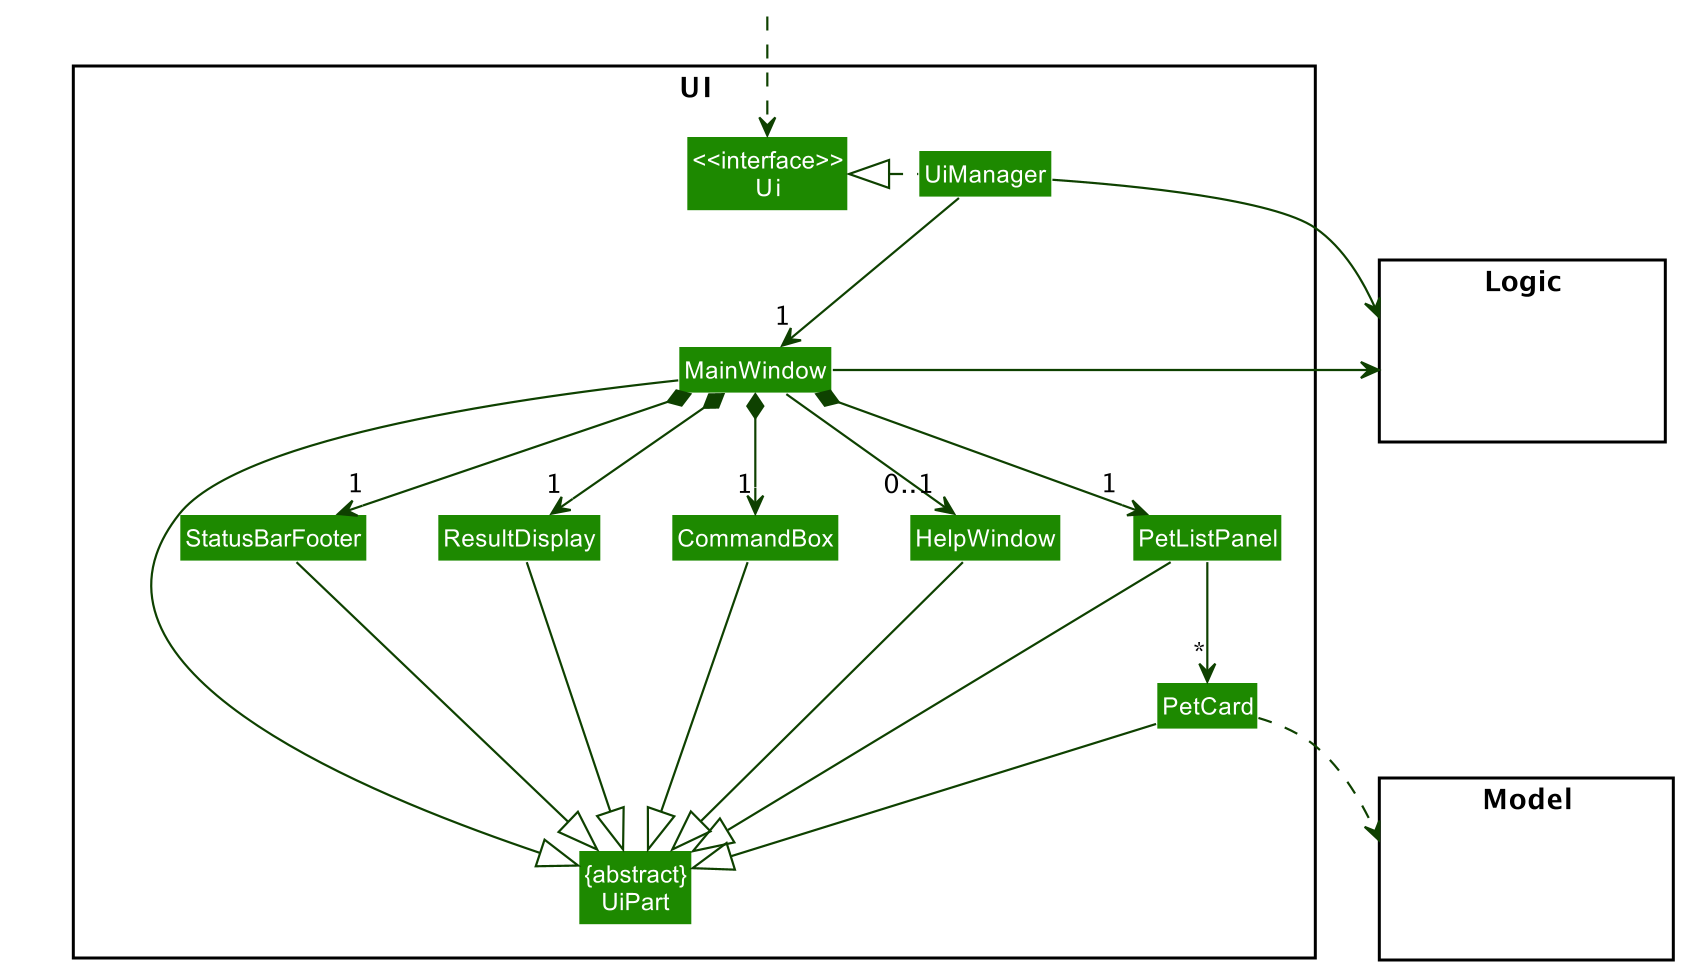 UI
<<interface>>
Ui
UiManager
Logic
1
MainWindow
1
1
1
0..1
1
StatusBarFooter
ResultDisplay
CommandBox
HelpWindow
PetListPanel
*
PetCard
Model
{abstract}
UiPart